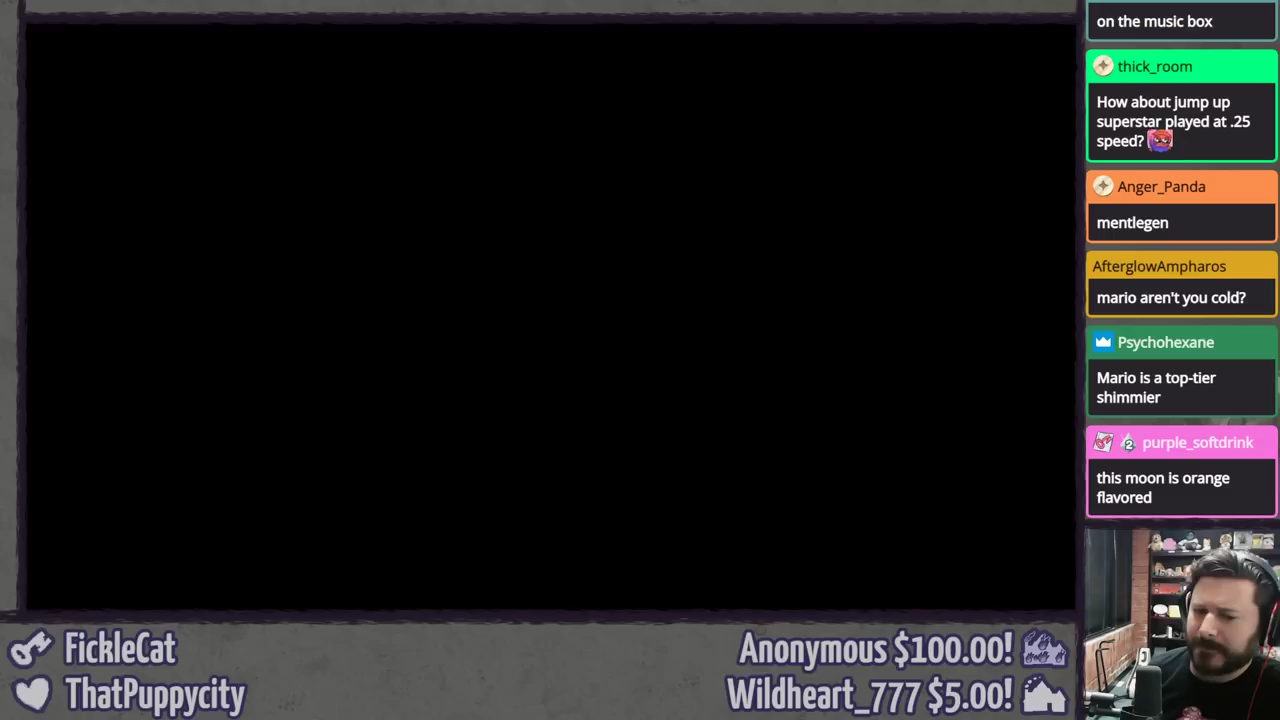 on the music box
thick_room
How about jump up
superstar played at .25
speed?
Anger_Panda
mentlegen
AfterglowAmpharos
mario aren't you cold?
Psychohexane
Mario is a top-tier
shimmier
2 purple_softdrink
this moon is orange
flavored
FickleCat
ThatPuppycity
Anonymous $100.00!
Wildheart_777 $5.00!